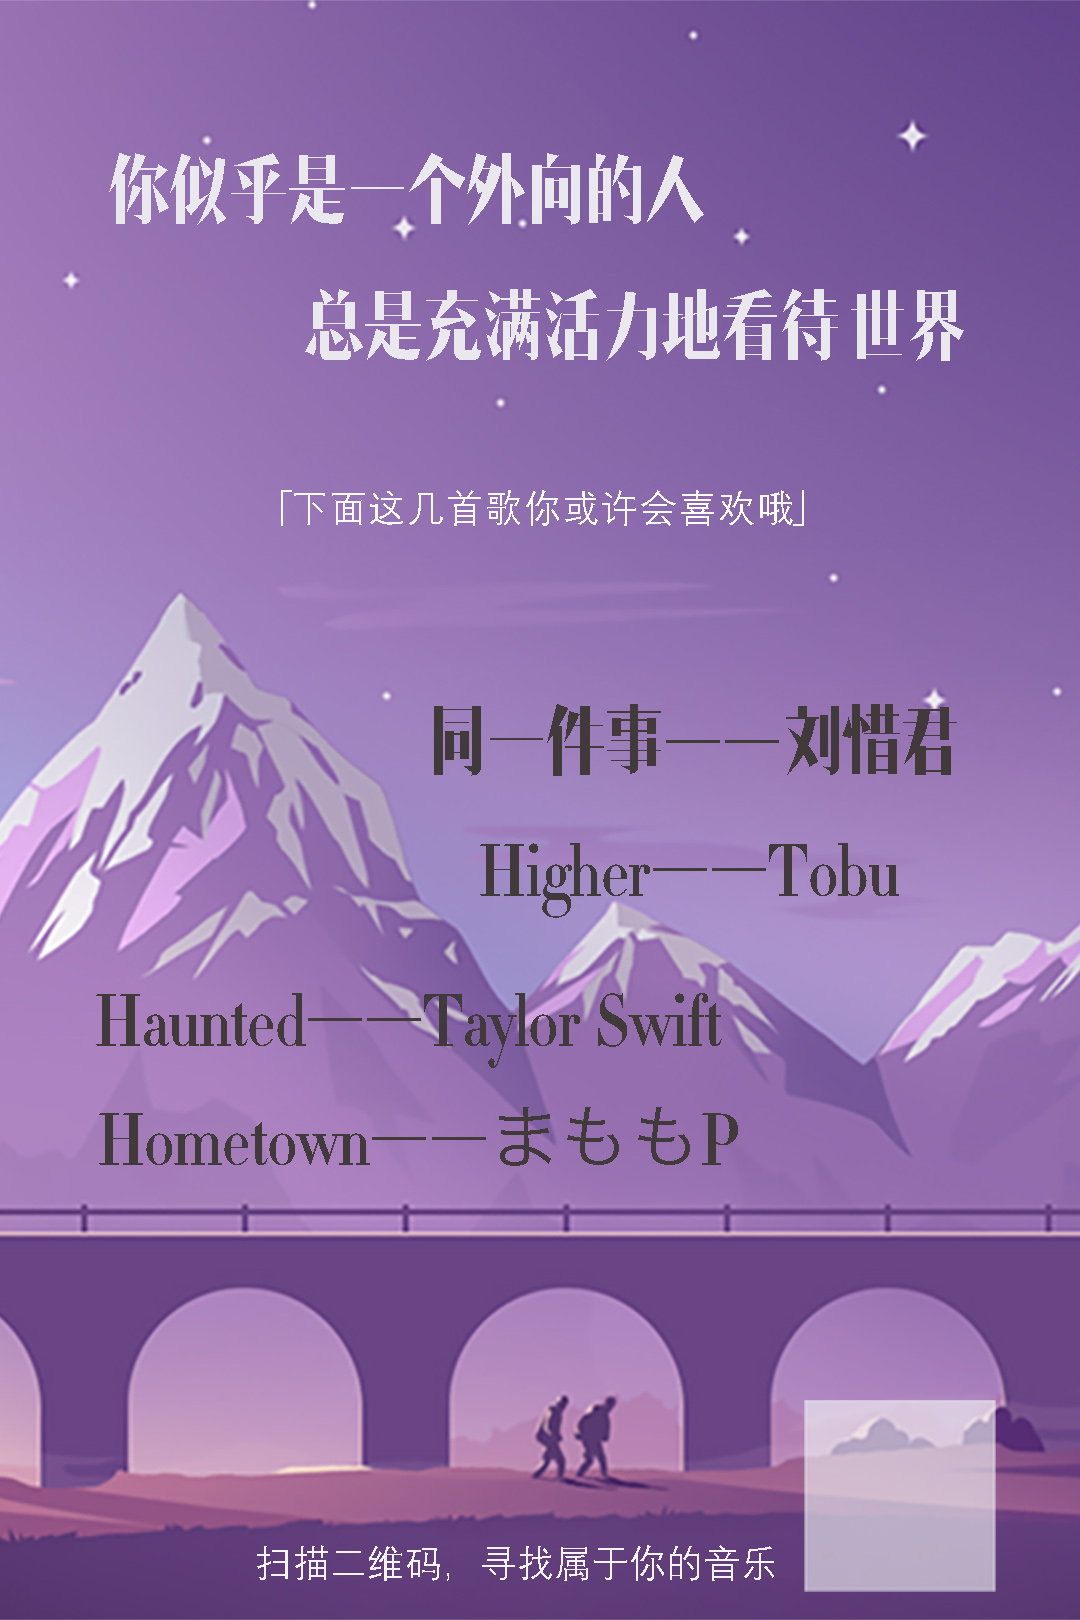 你似乎是一个外向的人
总是充满活力地看待世界
「下面这几首歌你或许会喜欢哦」
同一件事——刘惜君
Higher——Tobu
Haunted——Taylor Swift
Hometown——まももP
扫描二维码，寻找属于你的音乐